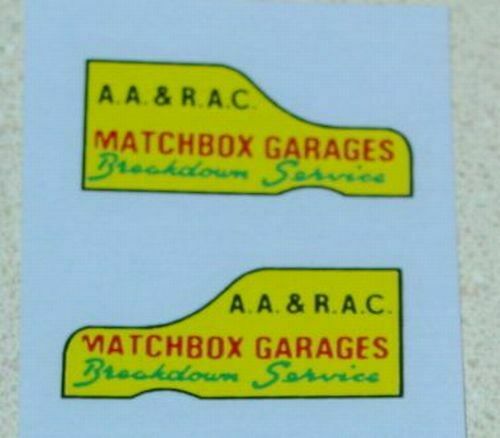 A.A. & R.A.C.
MATCHBOX GARAGES
Breakdown Service
A.A. & R.A.C.
MATCHBOX GARAGES
Breakdown Service